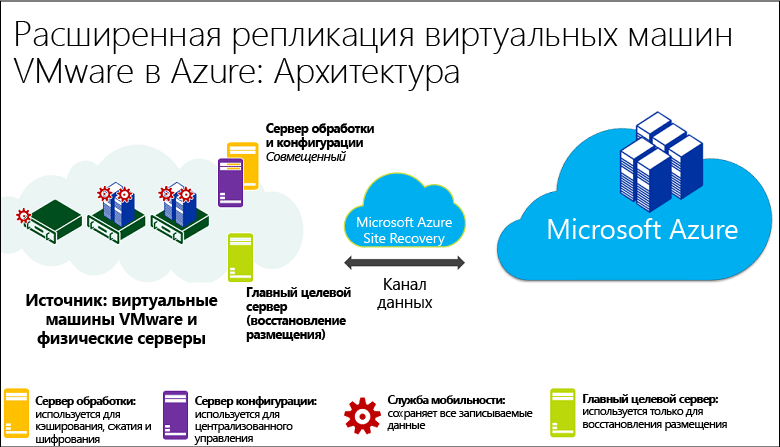 Расширенная репликация виртуальных машин
VMware в Azure: Архитектура
Сервер обработки
и конфигурации
Совмещенный
Microsoft Azure
Site Recovery
Microsoft Azure
Канал
данных
Источник: виртуальные
машины VMware и
физические серверы
Главный целевой
сервер
(восстановление
размещения)
Сервер обработки:
используется для
кэширования, сжатия и
шифрования
Сервер конфигурации:
используется для
централизованного
управления
Служба мобильности:
сохраняет все записываемые
данные
Главный целевой сервер:
используется только для
восстановления размещения